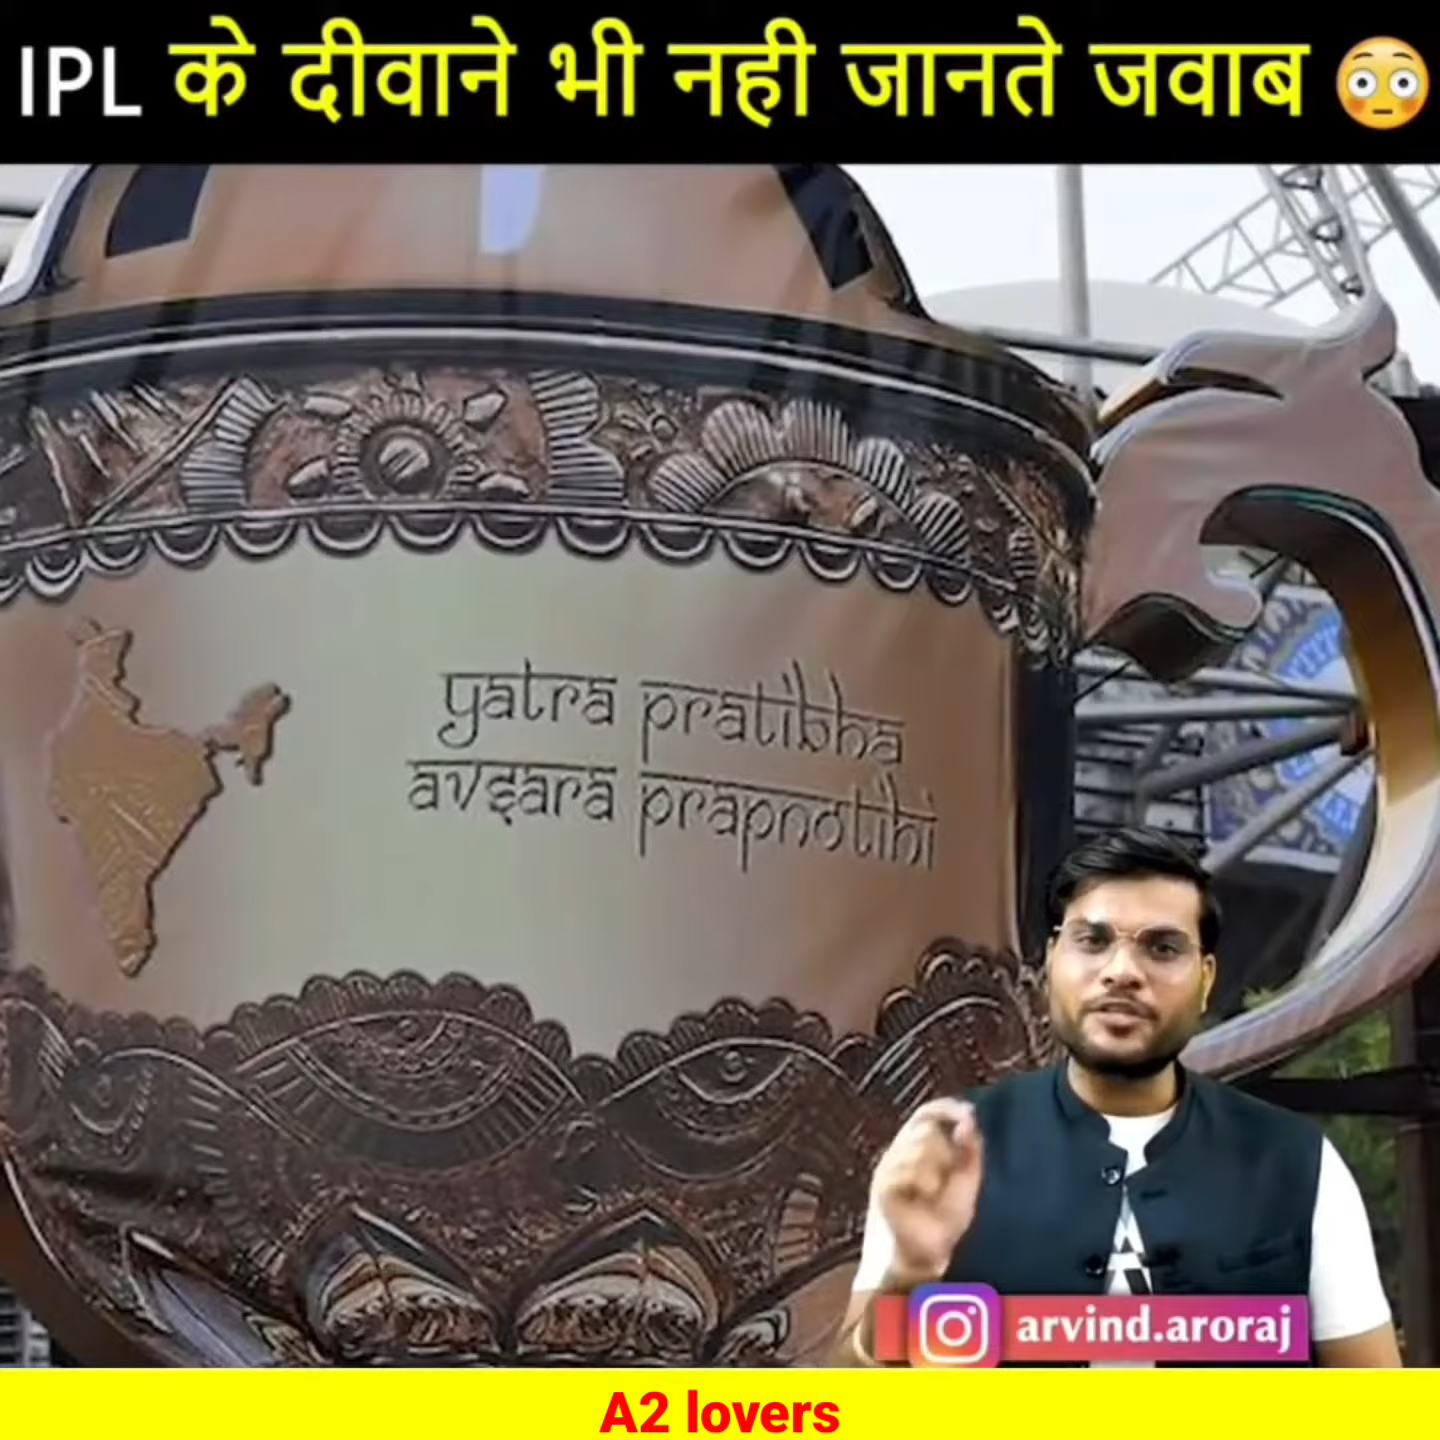 IPL के दीवाने भी नही जानते जवाब 😳
yatra pratibha
avsara prapnotihi
arvind.aroraj
A2 lovers